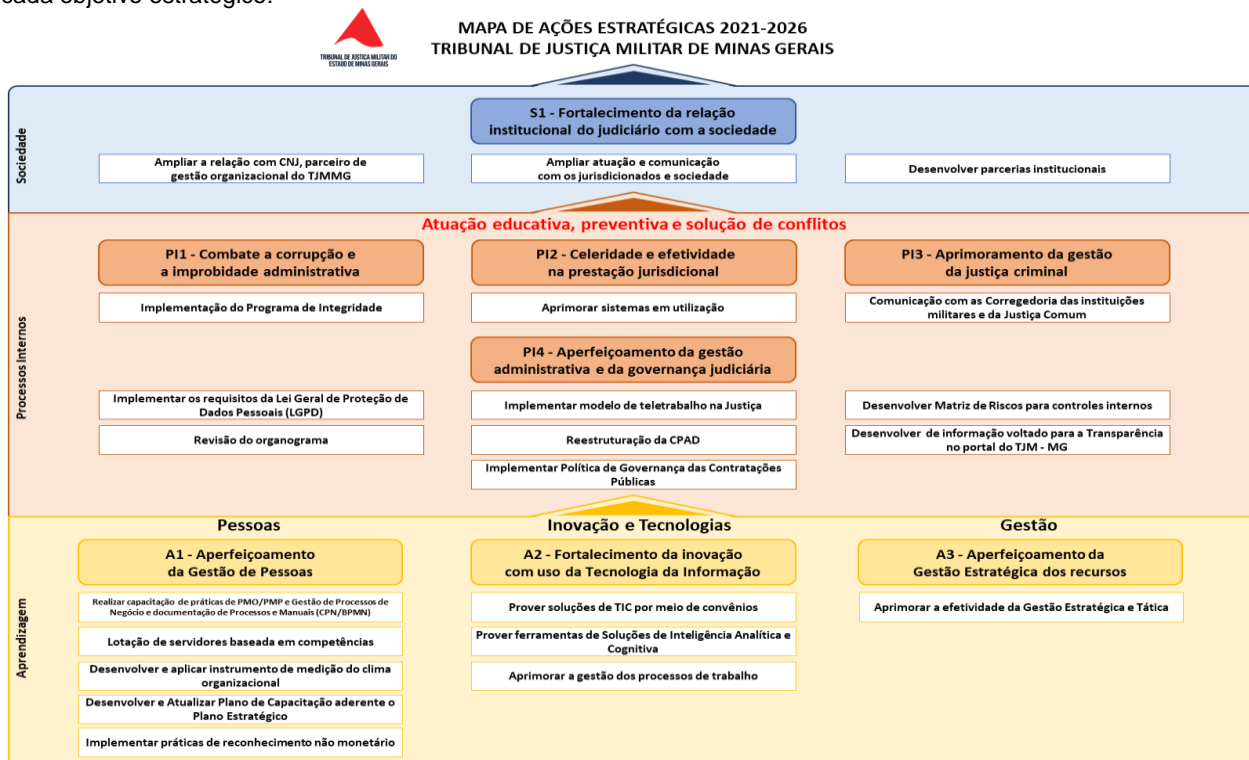 cada objetivo estratégico.
MAPA DE AÇÕES ESTRATÉGICAS 2021-2026
TRIBUNAL DE JUSTIÇA MILITAR DE MINAS GERAIS
TRIBUNAL DE JUSTIÇA MILITAR DO
ESTADO DE MINAS GERAIS
Sociedade
S1 - Fortalecimento da relação
institucional do judiciário com a sociedade
Ampliar a relação com CNJ, parceiro de
gestão organizacional do TJMMG
Ampliar atuação e comunicação
com os jurisdicionados e sociedade
Desenvolver parcerias institucionais
Processos Internos
Atuação educativa, preventiva e solução de conflitos
PI1 - Combate a corrupção e
a improbidade administrativa
PI2 - Celeridade e efetividade
na prestação jurisdicional
PI3 - Aprimoramento da gestão
da justiça criminal
Implementação do Programa de Integridade
Aprimorar sistemas em utilização
Comunicação com as Corregedoria das instituições
militares e da Justiça Comum
PI4 - Aperfeiçoamento da gestão
administrativa e da governança judiciária
Implementar os requisitos da Lei Geral de Proteção de
Dados Pessoais (LGPD)
Implementar modelo de teletrabalho na Justiça
Desenvolver Matriz de Riscos para controles internos
Revisão do organograma
Reestruturação da CPAD
Desenvolver de informação voltado para a Transparência
no portal do TJM - MG
Implementar Política de Governança das Contratações
Públicas
Aprendizagem
Pessoas
Inovação e Tecnologias
Gestão
A1 - Aperfeiçoamento
da Gestão de Pessoas
A2 - Fortalecimento da inovação
com uso da Tecnologia da Informação
A3 - Aperfeiçoamento da
Gestão Estratégica dos recursos
Realizar capacitação de práticas de PMO/PMP e Gestão de Processos de
Negócio e documentação de Processos e Manuais (CPN/BPMN)
Prover soluções de TIC por meio de convênios
Aprimorar a efetividade da Gestão Estratégica e Tática
Lotação de servidores baseada em competências
Prover ferramentas de Soluções de Inteligência Analítica e
Cognitiva
Desenvolver e aplicar instrumento de medição do clima
organizacional
Aprimorar a gestão dos processos de trabalho
Desenvolver e Atualizar Plano de Capacitação aderente o
Plano Estratégico
Implementar práticas de reconhecimento não monetário